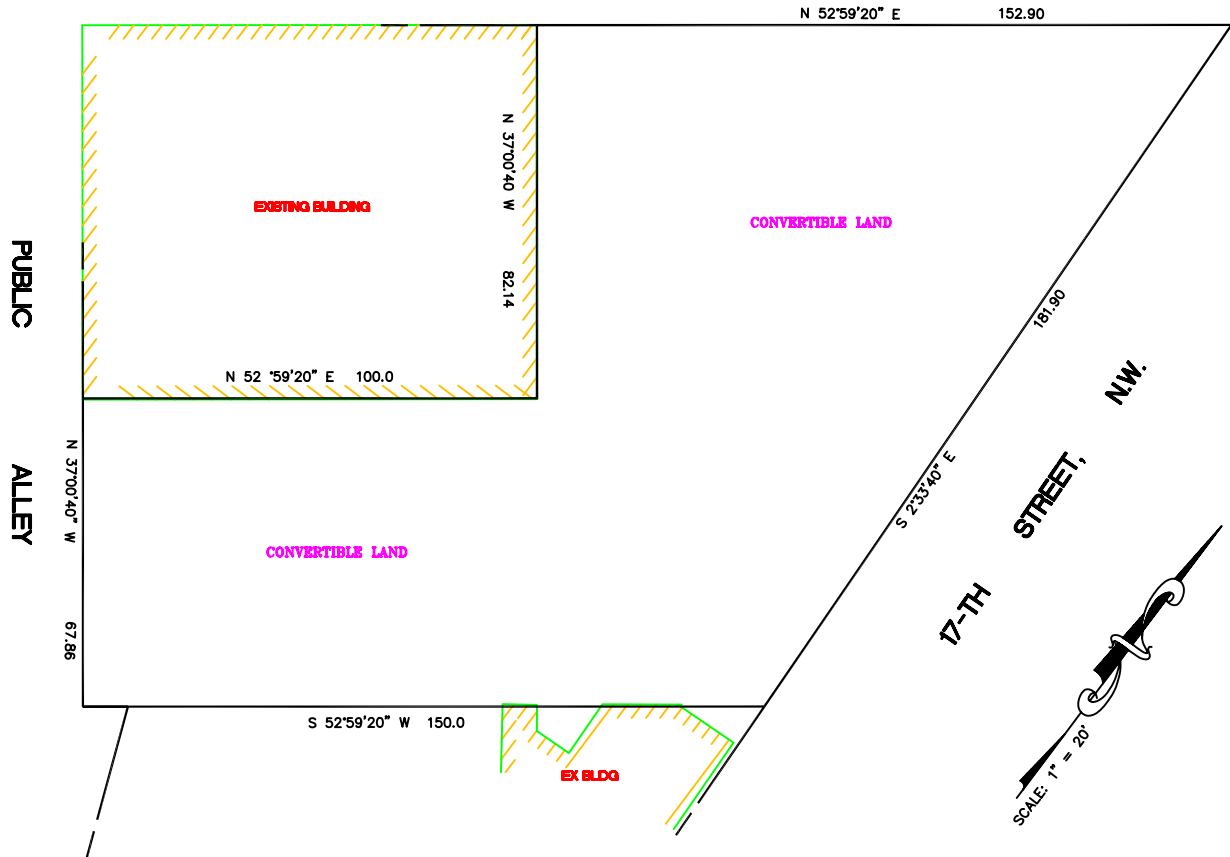 N 52°59'20" E 152.90
N 37°00'40" W 82.14
EXISTING BUILDING
CONVERTIBLE LAND
PUBLIC ALLEY
181.90
N 52 °59'20" E 100.0
S 2°33'40" E
17-TH STREET, N.W.
N 37°00'40" W 67.86
CONVERTIBLE LAND
S 52°59'20" W 150.0
EX BLDG
SCALE: 1" = 20'